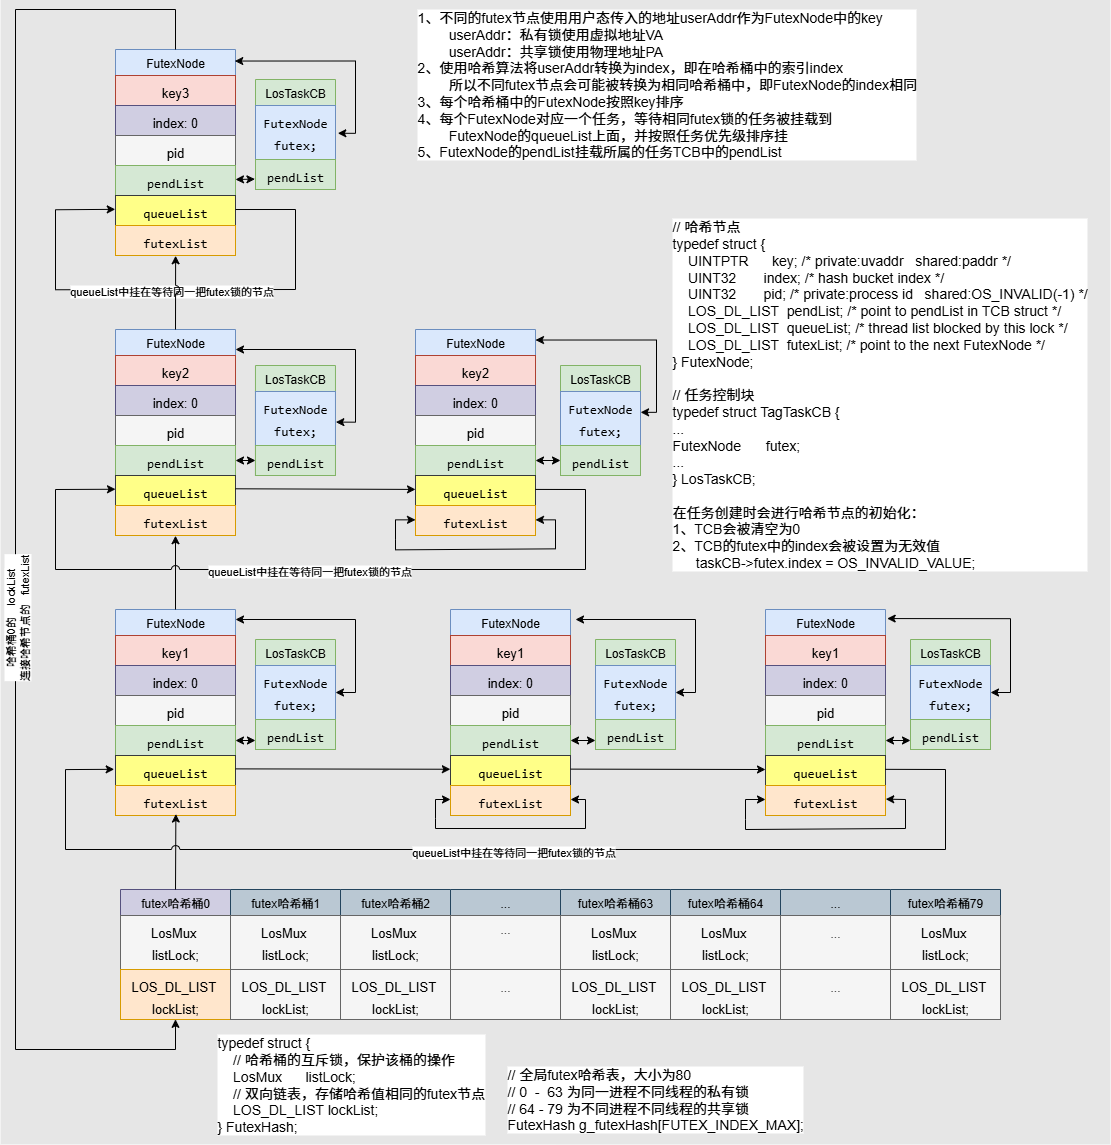 1、不同的futex节点使用用户态传入的地址userAddr作为FutexNode中的key
userAddr：私有锁使用虚拟地址VA
userAddr：共享锁使用物理地址PA
2、使用哈希算法将userAddr转换为index，即在哈希桶中的索引index
所以不同futex节点会可能被转换为相同哈希桶中，即FutexNode的index相同
3、每个哈希桶中的FutexNode按照key排序
4、每个FutexNode对应一个任务，等待相同futex锁的任务被挂载到
FutexNode的queueList上面，并按照任务优先级排序挂
5、FutexNode的pendList挂载所属的任务TCB中的pendList
FutexNode
key3
index: 0
pid
pendList
queueList
futexList
LosTaskCB
FutexNode
futex;
pendList
queueList中挂在等待同一把futex锁的节点
// 哈希节点
typedef struct {
UINTPTR key; /* private:uvaddr shared:paddr */
UINT32 index; /* hash bucket index */
UINT32 pid; /* private:process id shared:OS_INVALID(-1) */
LOS_DL_LIST pendList; /* point to pendList in TCB struct */
LOS_DL_LIST queueList; /* thread list blocked by this lock */
LOS_DL_LIST futexList; /* point to the next FutexNode */
} FutexNode;
// 任务控制块
typedef struct TagTaskCB {
...
FutexNode futex;
...
} LosTaskCB;
在任务创建时会进行哈希节点的初始化：
1、TCB会被清空为0
2、TCB的futex中的index会被设置为无效值
taskCB->futex.index = OS_INVALID_VALUE;
FutexNode
key2
index: 0
pid
pendList
queueList
futexList
LosTaskCB
FutexNode
futex;
pendList
FutexNode
key2
index: 0
pid
pendList
queueList
futexList
LosTaskCB
FutexNode
futex;
pendList
queueList中挂在等待同一把futex锁的节点
哈希桶0的 lockList
连接哈希节点的 futexList
FutexNode
key1
index: 0
pid
pendList
queueList
futexList
LosTaskCB
FutexNode
futex;
pendList
FutexNode
key1
index: 0
pid
pendList
queueList
futexList
LosTaskCB
FutexNode
futex;
pendList
FutexNode
key1
index: 0
pid
pendList
queueList
futexList
LosTaskCB
FutexNode
futex;
pendList
queueList中挂在等待同一把futex锁的节点
futex哈希桶0 futex哈希桶1 futex哈希桶2 ... futex哈希桶63 futex哈希桶64 ... futex哈希桶79
LosMux LosMux LosMux ... LosMux LosMux ... LosMux
listLock; listLock; listLock; listLock; listLock; listLock;
LOS_DL_LIST LOS_DL_LIST LOS_DL_LIST ... LOS_DL_LIST LOS_DL_LIST ... LOS_DL_LIST
lockList; lockList; lockList; lockList; lockList; lockList;
typedef struct {
// 哈希桶的互斥锁，保护该桶的操作
LosMux listLock;
// 双向链表，存储哈希值相同的futex节点
LOS_DL_LIST lockList;
} FutexHash;
// 全局futex哈希表，大小为80
// 0 - 63 为同一进程不同线程的私有锁
// 64 - 79 为不同进程不同线程的共享锁
FutexHash g_futexHash[FUTEX_INDEX_MAX];